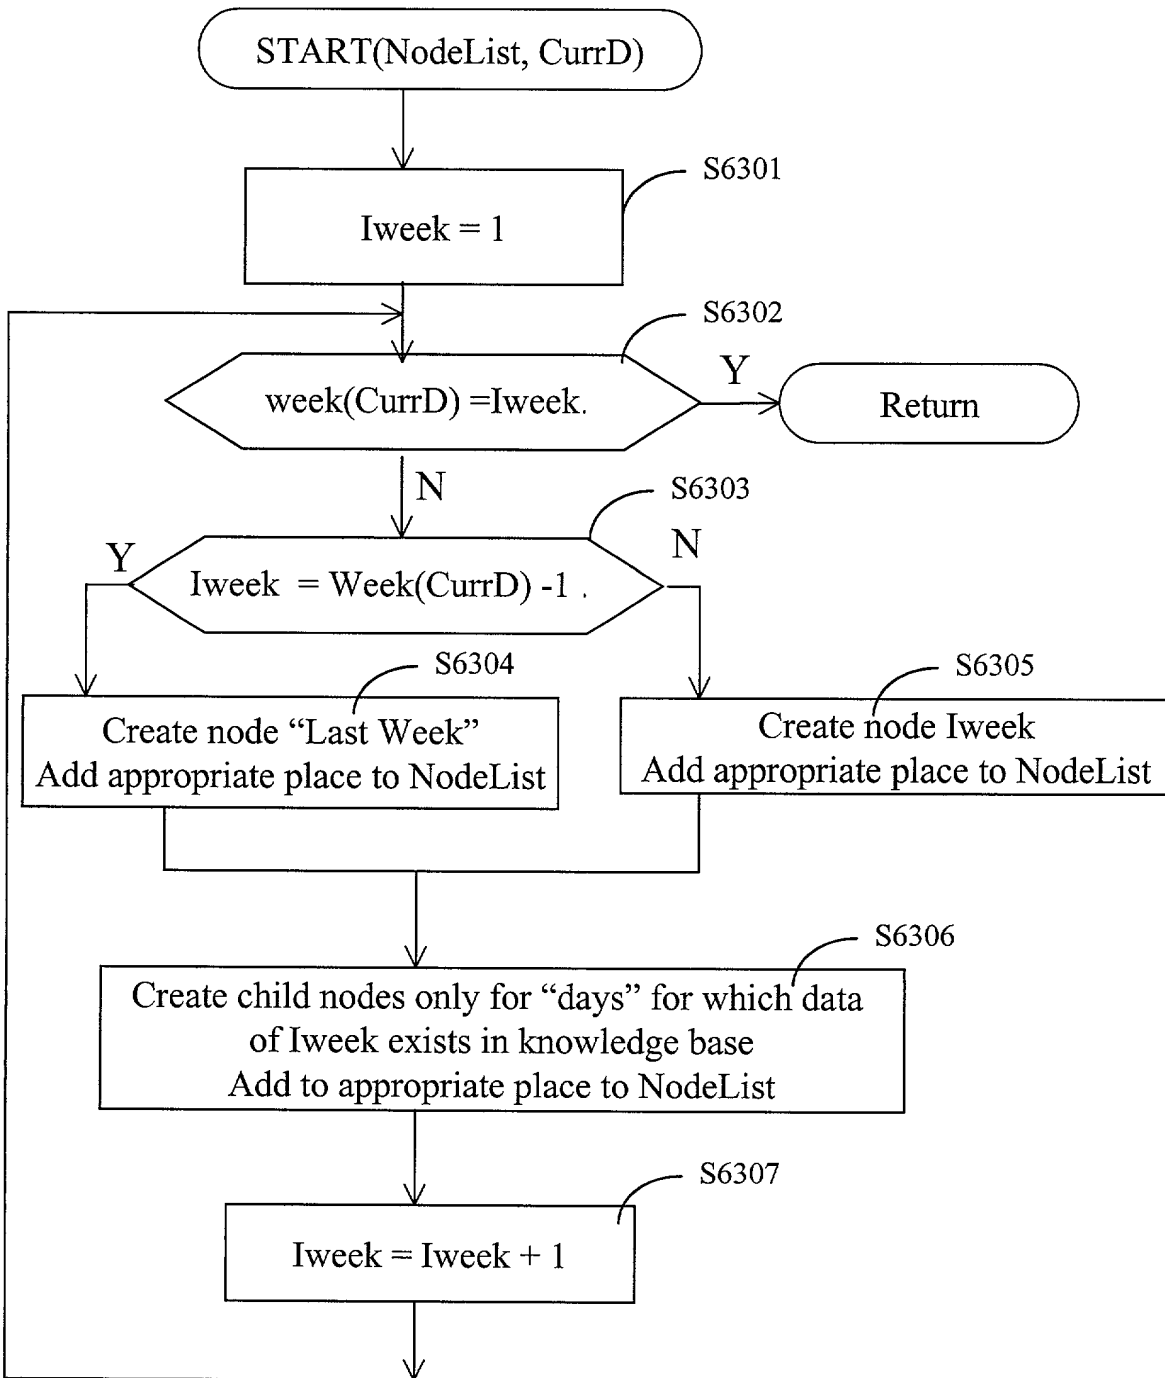 START(NodeList, CurrD)
S6301
Iweek = 1
S6302
week(CurrD) =Iweek.
Y
Return
N
S6303
Y
N
Iweek = Week(CurrD) -1 .
S6304
S6305
Create node “Last Week”
Add appropriate place to NodeList
Create node Iweek
Add appropriate place to NodeList
S6306
Create child nodes only for “days” for which data
of Iweek exists in knowledge base
Add to appropriate place to NodeList
S6307
Iweek = Iweek + 1